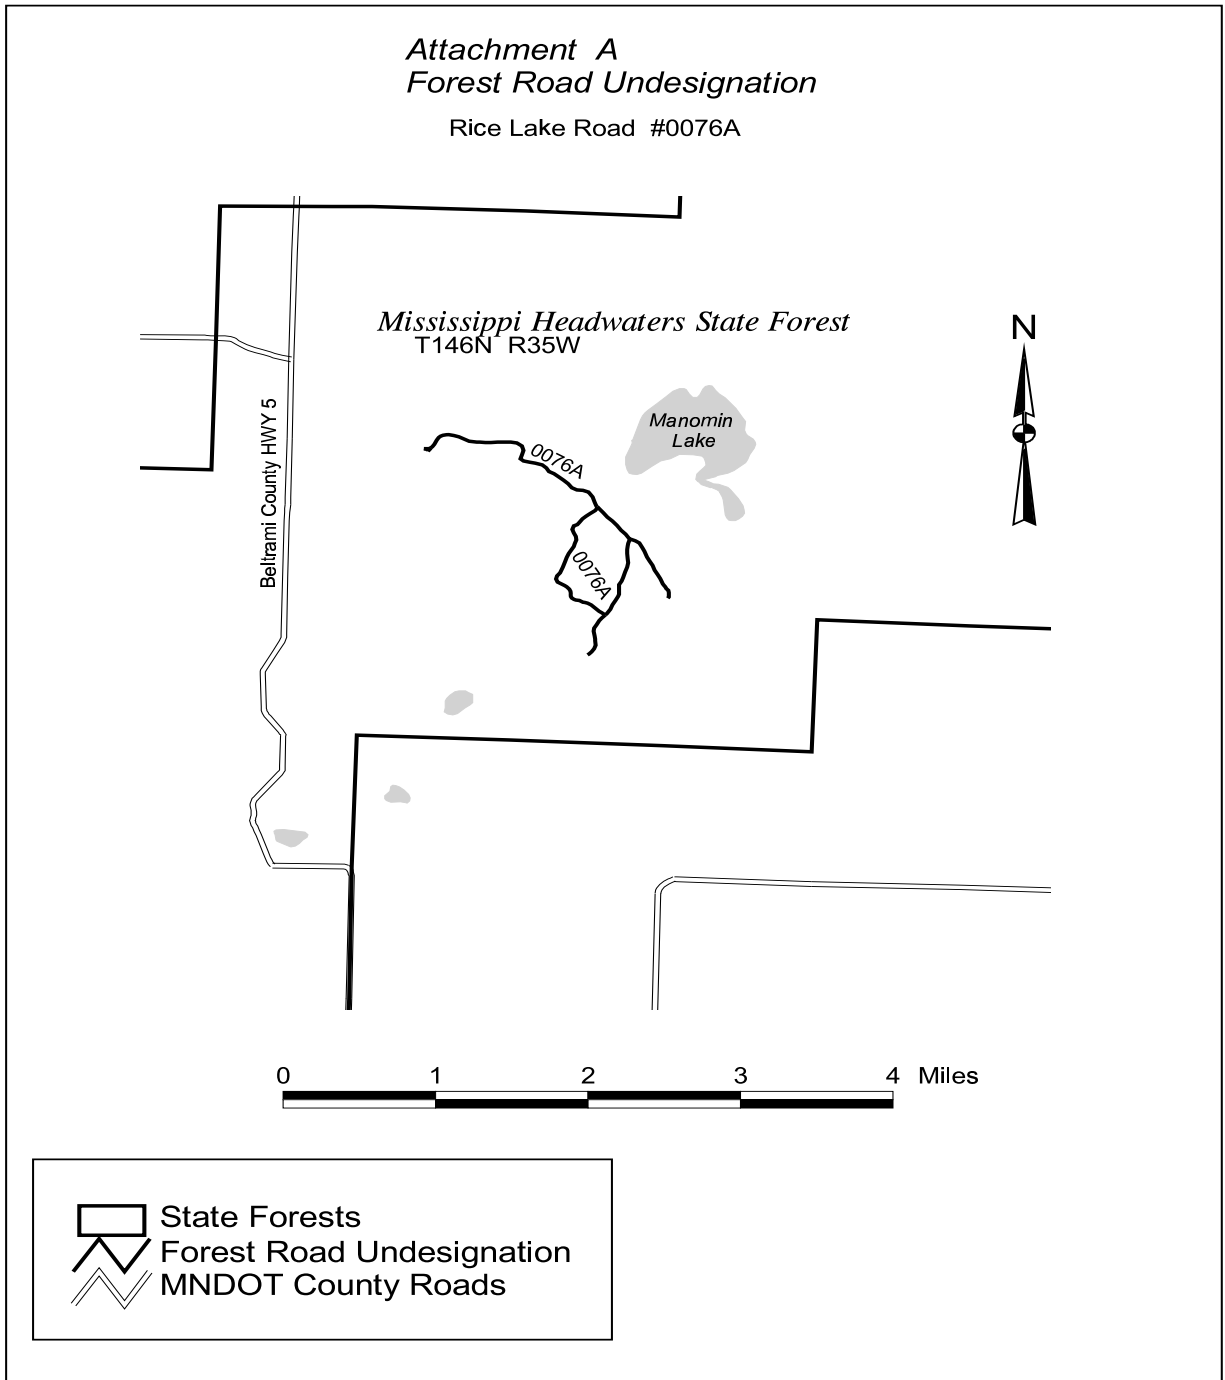 Attachment A
Forest Road Undesignation
Rice Lake Road #0076A
Mississippi Headwaters State Forest
T146N R35W
N
Beltrami County HWY 5
Manomin
Lake
0076A
0076A
0 1 2 3 4 Miles
State Forests
Forest Road Undesignation
MNDOT County Roads